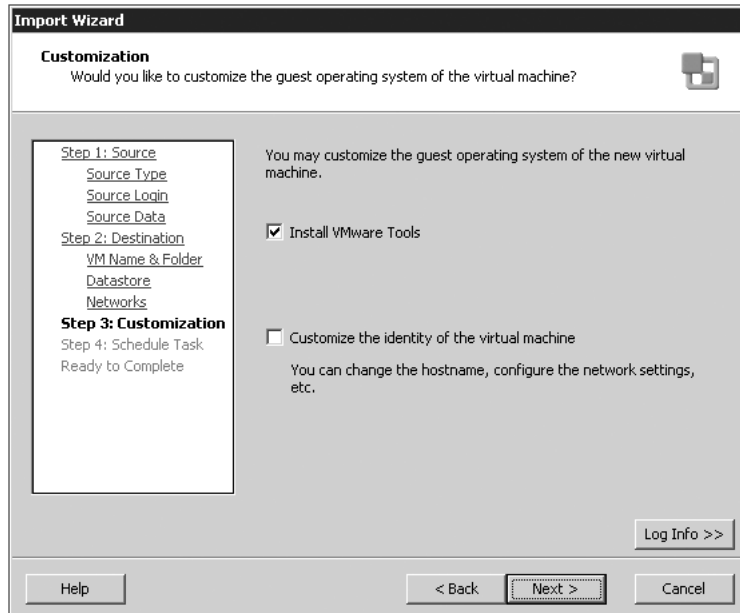 Import Wizard
Customization
Would you like to customize the guest operating system of the virtual machine?
Step 1: Source
Source Type
Source Login
Source Data
Step 2: Destination
VM Name & Folder
Datastore
Networks
Step 3: Customization
Step 4: Schedule Task
Ready to Complete
You may customize the guest operating system of the new virtual
machine.
Install VMware Tools
Customize the identity of the virtual machine
You can change the hostname, configure the network settings,
etc.
Log Info >>
Help
< Back
Next >
Cancel